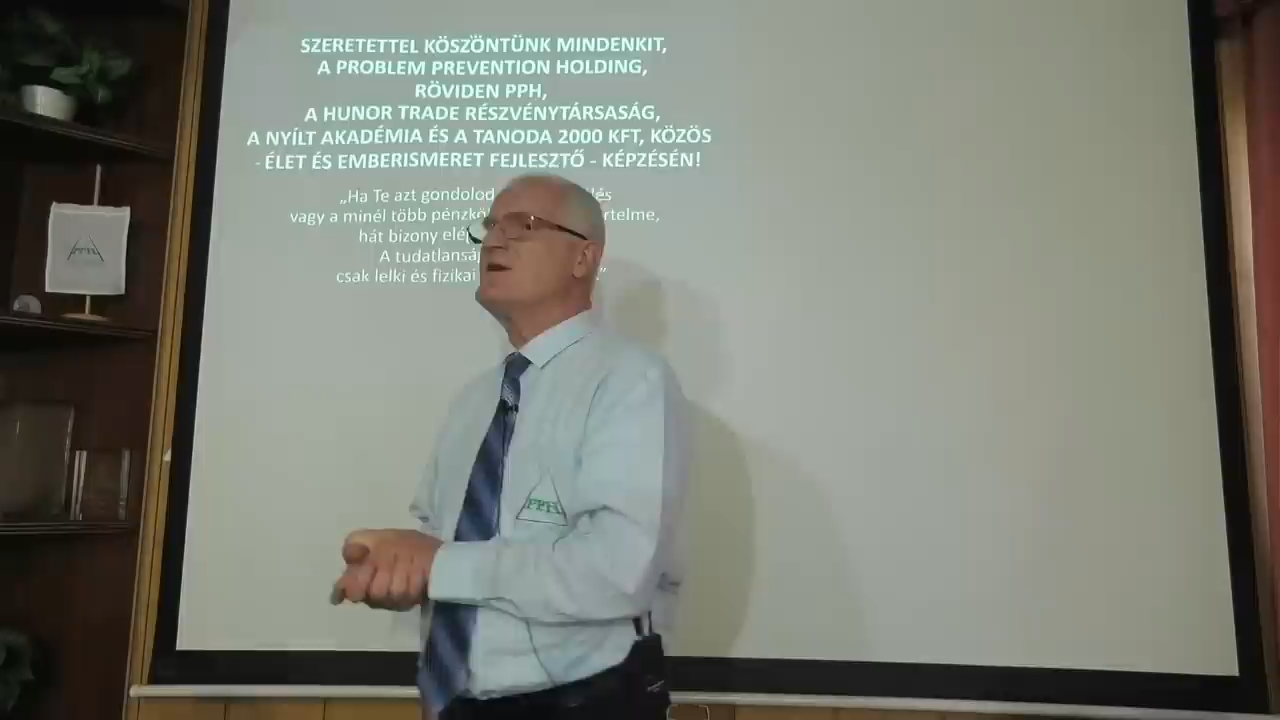 SZERETETTEL KÖSZÖNTÜNK MINDENKIT,
A PROBLEM PREVENTION HOLDING,
RÖVIDEN PPH,
A HUNOR TRADE RÉSZVÉNYTÁRSASÁG,
A NYÍLT AKADÉMIA ÉS A TANODA 2000 KFT, KÖZÖS
- ÉLET ÉS EMBERISMERET FEJLESZTŐ - KÉPZÉSÉN!
„Ha Te azt gondolod
vagy a minél több
hát bizony
A
csak lelki és fizikai
PPH
PPH